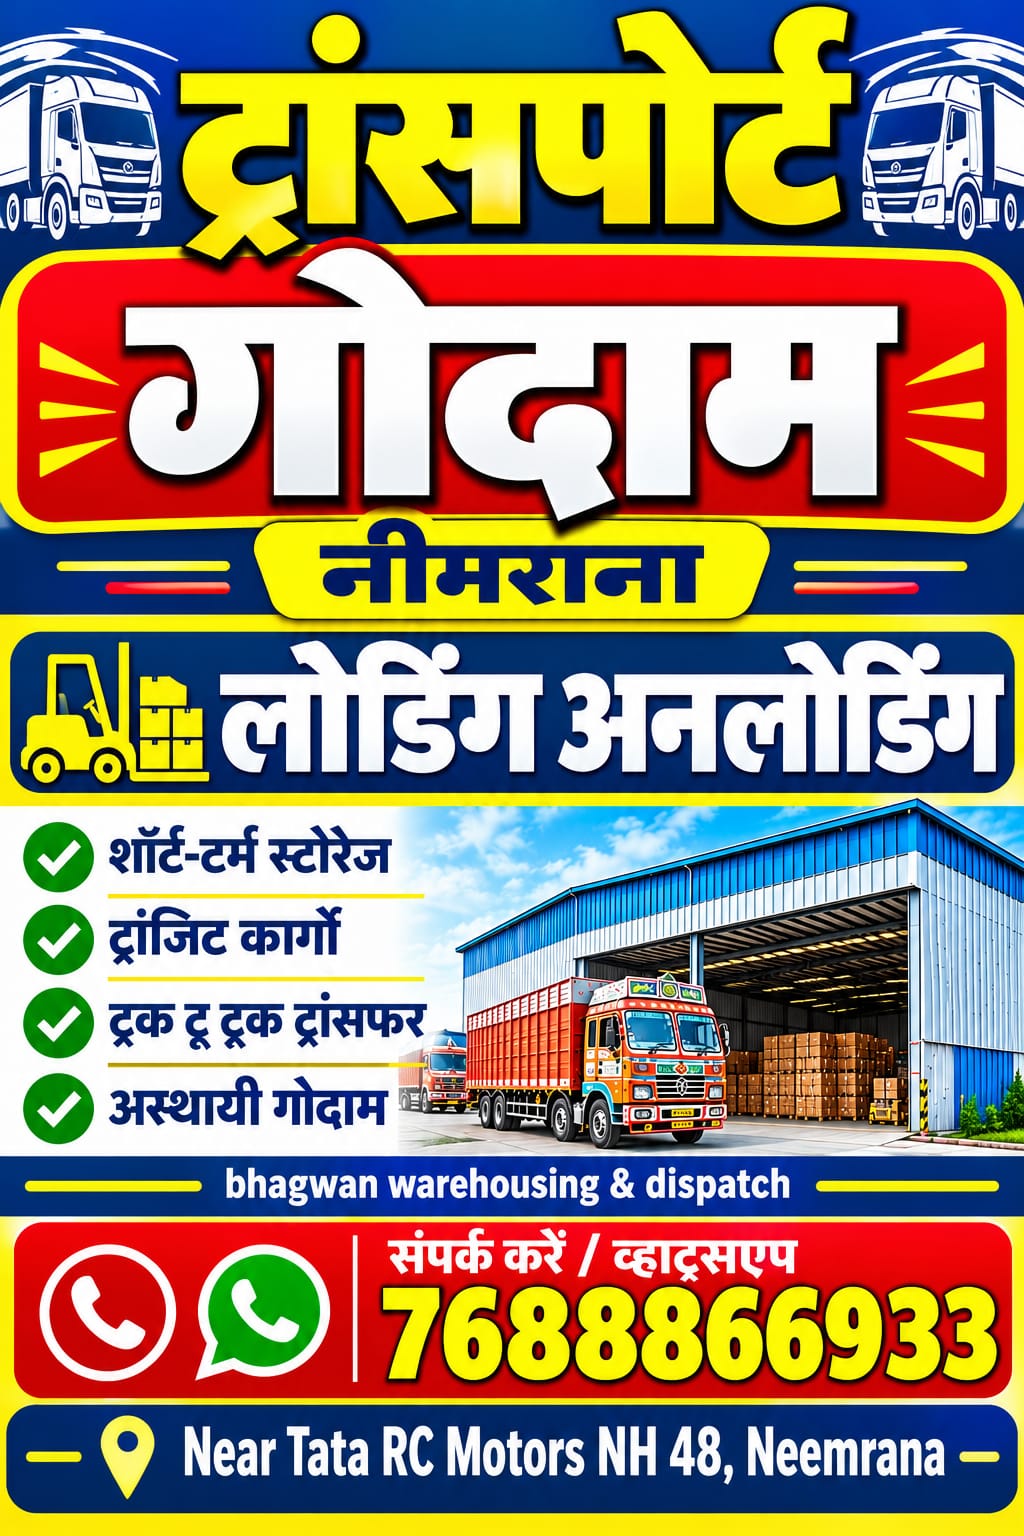 ट्रांसपोर्ट
गोदाम
नीमराना
लोडिंग अनलोडिंग
शॉर्ट-टर्म स्टोरेज
ट्रांजिट कार्गो
ट्रक टू ट्रक ट्रांसफर
अस्थायी गोदाम
bhagwan warehousing & dispatch
संपर्क करें / व्हाट्सएप
7688866933
Near Tata RC Motors NH 48, Neemrana